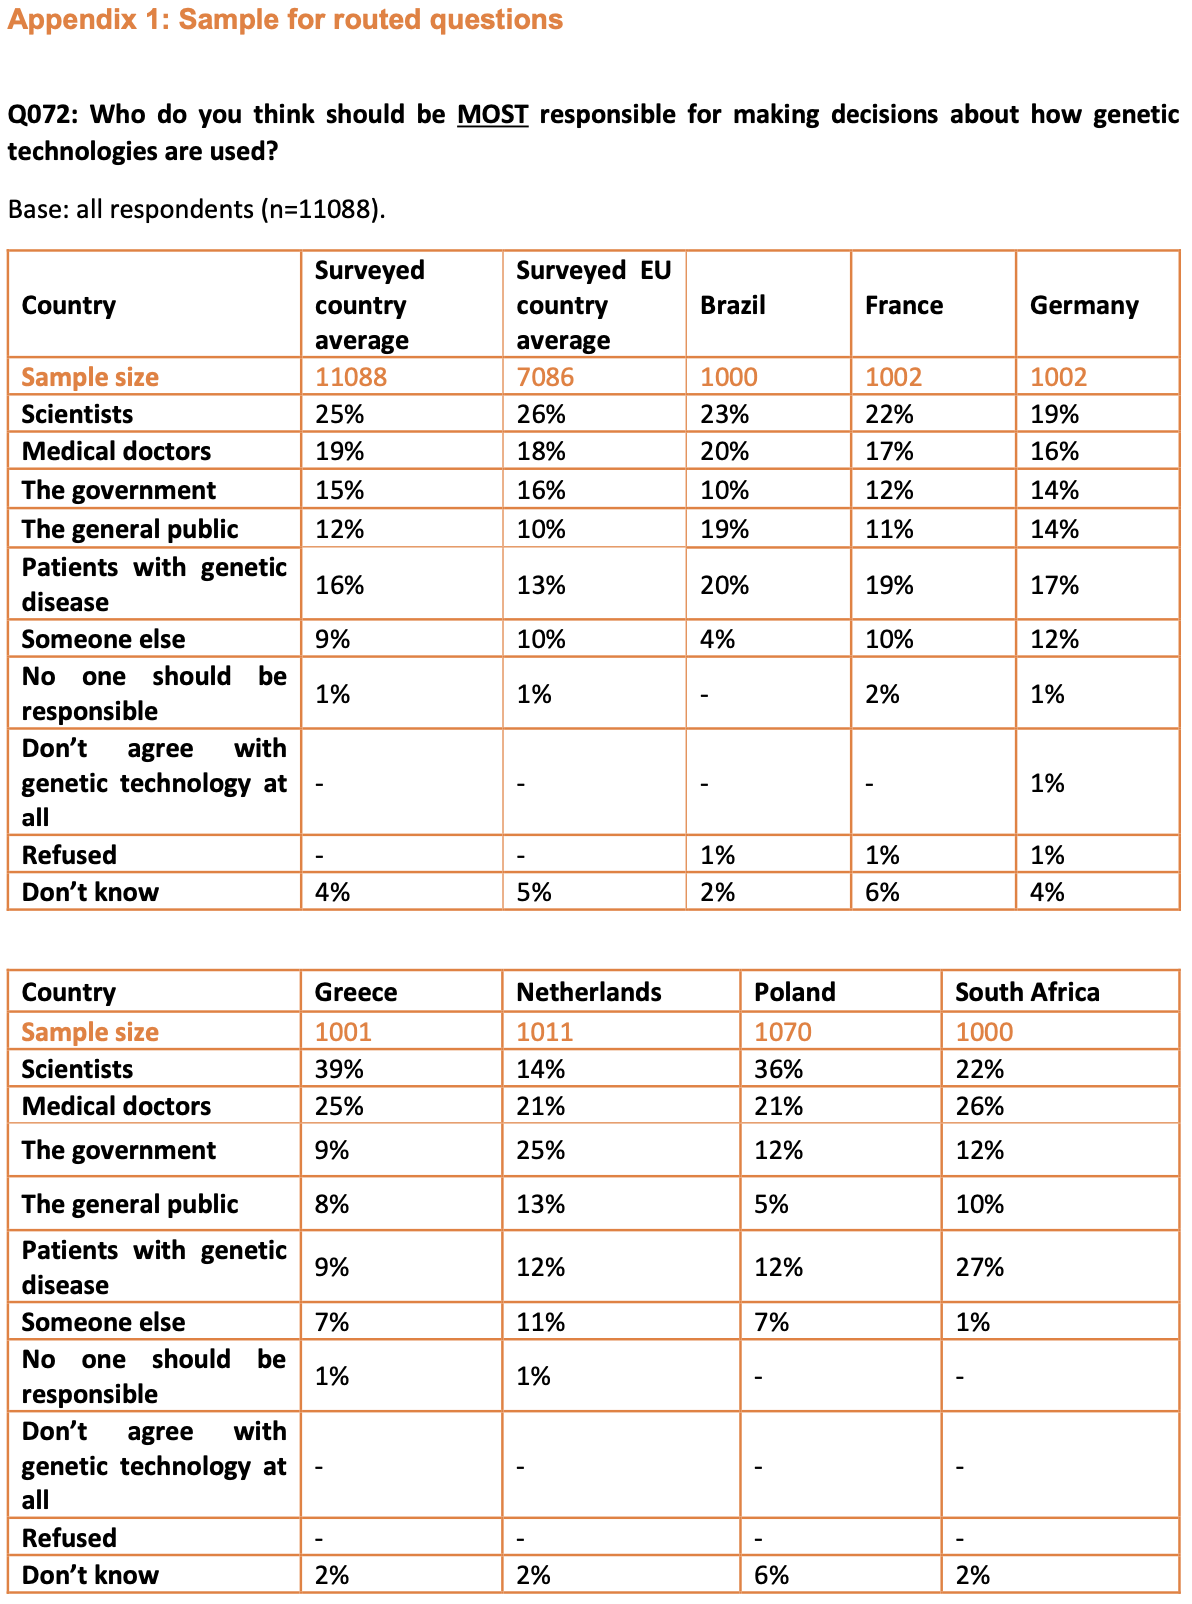 Appendix 1: Sample for routed questions
Q072: Who do you think should be MOST responsible for making decisions about how genetic
technologies are used?
Base: all respondents (n=11088).
Country Surveyed country average Surveyed EU country average Brazil France Germany
Sample size 11088 7086 1000 1002 1002
Scientists 25% 26% 23% 22% 19%
Medical doctors 19% 18% 20% 17% 16%
The government 15% 16% 10% 12% 14%
The general public 12% 10% 19% 11% 14%
Patients with genetic disease 16% 13% 20% 19% 17%
Someone else 9% 10% 4% 10% 12%
No one should be responsible 1% 1% - 2% 1%
Don't agree with genetic technology at all - - - - 1%
Refused - - 1% 1% 1%
Don't know 4% 5% 2% 6% 4%
Country Greece Netherlands Poland South Africa
Sample size 1001 1011 1070 1000
Scientists 39% 14% 36% 22%
Medical doctors 25% 21% 21% 26%
The government 9% 25% 12% 12%
The general public 8% 13% 5% 10%
Patients with genetic disease 9% 12% 12% 27%
Someone else 7% 11% 7% 1%
No one should be responsible 1% 1% - -
Don't agree with genetic technology at all - - - -
Refused - - - -
Don't know 2% 2% 6% 2%